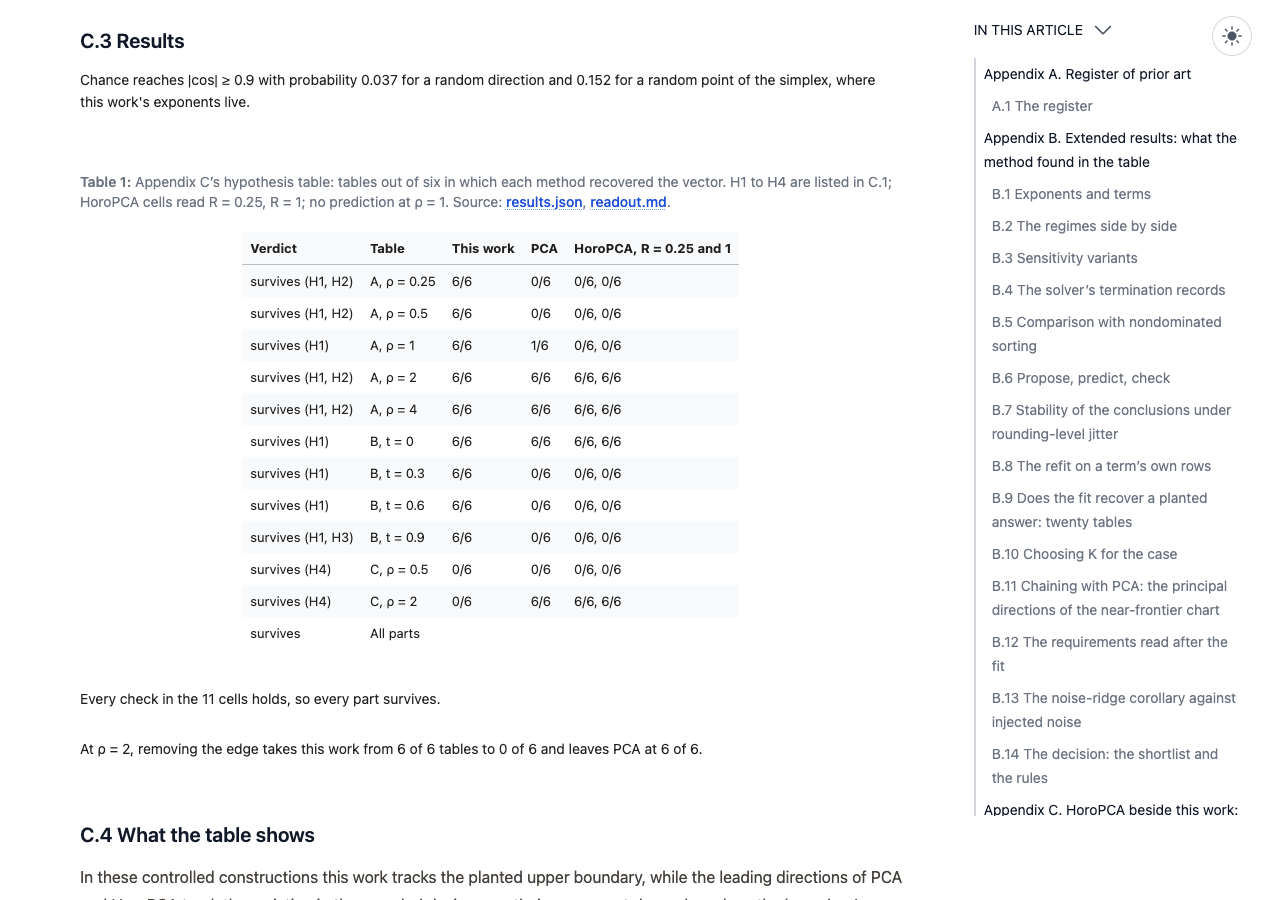 C.3 Results
Chance reaches |cos| ≥ 0.9 with probability 0.037 for a random direction and 0.152 for a random point of the simplex, where
this work's exponents live.
Table 1: Appendix C’s hypothesis table: tables out of six in which each method recovered the vector. H1 to H4 are listed in C.1;
HoroPCA cells read R = 0.25, R = 1; no prediction at ρ = 1. Source: results.json, readout.md.
Verdict Table This work PCA HoroPCA, R = 0.25 and 1
survives (H1, H2) A, ρ = 0.25 6/6 0/6 0/6, 0/6
survives (H1, H2) A, ρ = 0.5 6/6 0/6 0/6, 0/6
survives (H1) A, ρ = 1 6/6 1/6 0/6, 0/6
survives (H1, H2) A, ρ = 2 6/6 6/6 6/6, 6/6
survives (H1, H2) A, ρ = 4 6/6 6/6 6/6, 6/6
survives (H1) B, t = 0 6/6 6/6 6/6, 6/6
survives (H1) B, t = 0.3 6/6 0/6 0/6, 0/6
survives (H1) B, t = 0.6 6/6 0/6 0/6, 0/6
survives (H1, H3) B, t = 0.9 6/6 0/6 0/6, 0/6
survives (H4) C, ρ = 0.5 0/6 0/6 0/6, 0/6
survives (H4) C, ρ = 2 0/6 6/6 6/6, 6/6
survives All parts
Every check in the 11 cells holds, so every part survives.
At ρ = 2, removing the edge takes this work from 6 of 6 tables to 0 of 6 and leaves PCA at 6 of 6.
C.4 What the table shows
In these controlled constructions this work tracks the planted upper boundary, while the leading directions of PCA
IN THIS ARTICLE
Appendix A. Register of prior art
A.1 The register
Appendix B. Extended results: what the
method found in the table
B.1 Exponents and terms
B.2 The regimes side by side
B.3 Sensitivity variants
B.4 The solver’s termination records
B.5 Comparison with nondominated
sorting
B.6 Propose, predict, check
B.7 Stability of the conclusions under
rounding-level jitter
B.8 The refit on a term’s own rows
B.9 Does the fit recover a planted
answer: twenty tables
B.10 Choosing K for the case
B.11 Chaining with PCA: the principal
directions of the near-frontier chart
B.12 The requirements read after the
fit
B.13 The noise-ridge corollary against
injected noise
B.14 The decision: the shortlist and
the rules
Appendix C. HoroPCA beside this work: